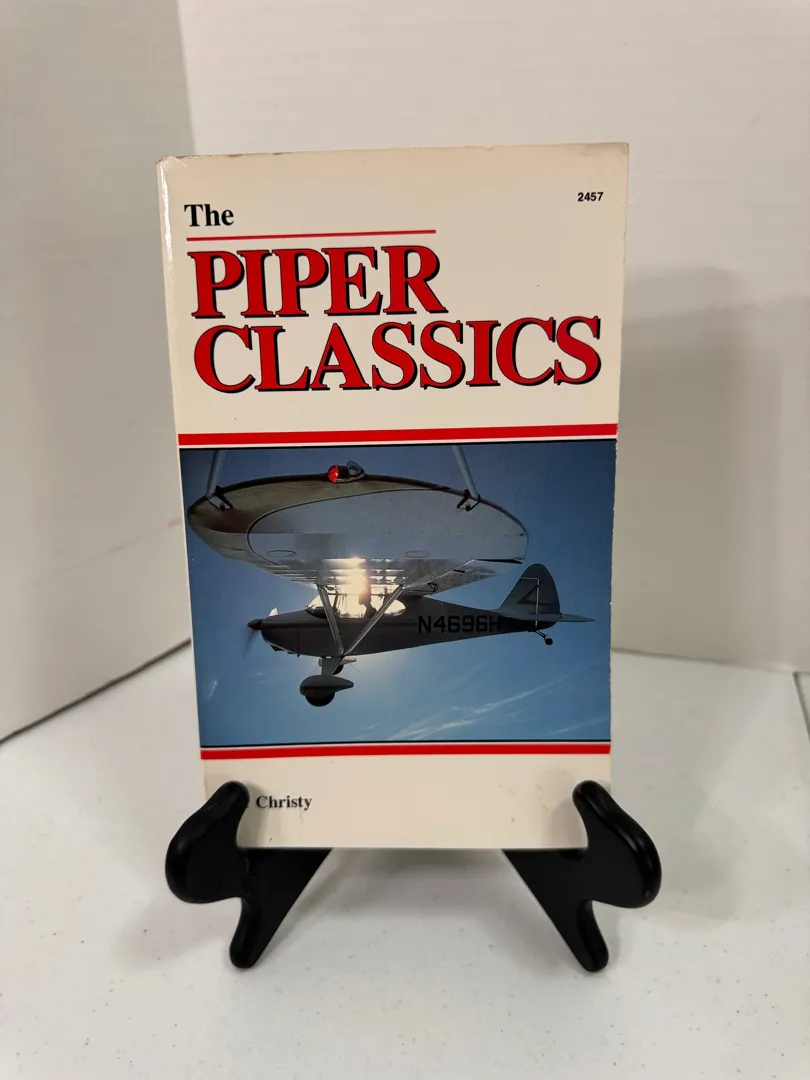 The
2457
PIPER
CLASSICS
N4696H
Christy